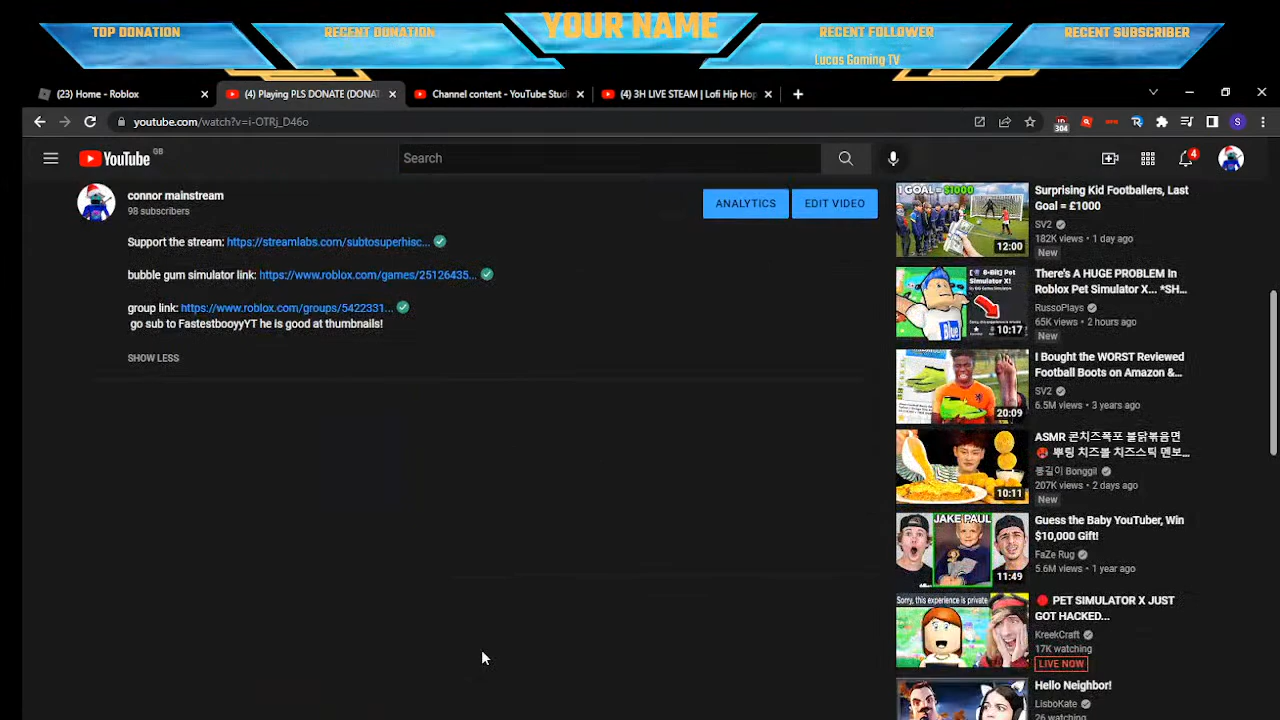 TOP DONATION
RECENT DONATION
YOUR NAME
RECENT FOLLOWER
Lucas Gaming TV
RECENT SUBSCRIBER
(23) Home - Roblox
(4) Playing PLS DONATE (DONAT
Channel content - YouTube Studi
(4) 3H LIVE STEAM | Lofi Hip Hop
youtube.com/watch?v=i-OTRj_D46o
304
YouTube GB
Search
4
connor mainstream
98 subscribers
ANALYTICS
EDIT VIDEO
Support the stream: https://streamlabs.com/subtosuperhisc...
bubble gum simulator link: https://www.roblox.com/games/25126435...
group link: https://www.roblox.com/groups/5422331...
go sub to FastestbooyyYT he is good at thumbnails!
SHOW LESS
1 GOAL = $1000
12:00
Surprising Kid Footballers, Last
Goal = £1000
SV2
182K views • 1 day ago
New
[8-Bit] Pet
Simulator X!
Blue
10:17
There's A HUGE PROBLEM In
Roblox Pet Simulator X... *SH...
RussoPlays
65K views • 2 hours ago
New
20:09
I Bought the WORST Reviewed
Football Boots on Amazon &...
SV2
6.5M views • 3 years ago
10:11
ASMR 콘치즈폭포 불닭볶음면
🥵 뿌링 치즈볼 치즈스틱 멘보...
뽕길이 Bonggil
207K views • 2 days ago
New
JAKE PAUL
11:49
Guess the Baby YouTuber, Win
$10,000 Gift!
FaZe Rug
5.6M views • 1 year ago
Sorry, this experience is private
🔴 PET SIMULATOR X JUST
GOT HACKED...
KreekCraft
17K watching
LIVE NOW
Hello Neighbor!
LisboKate
26 watching